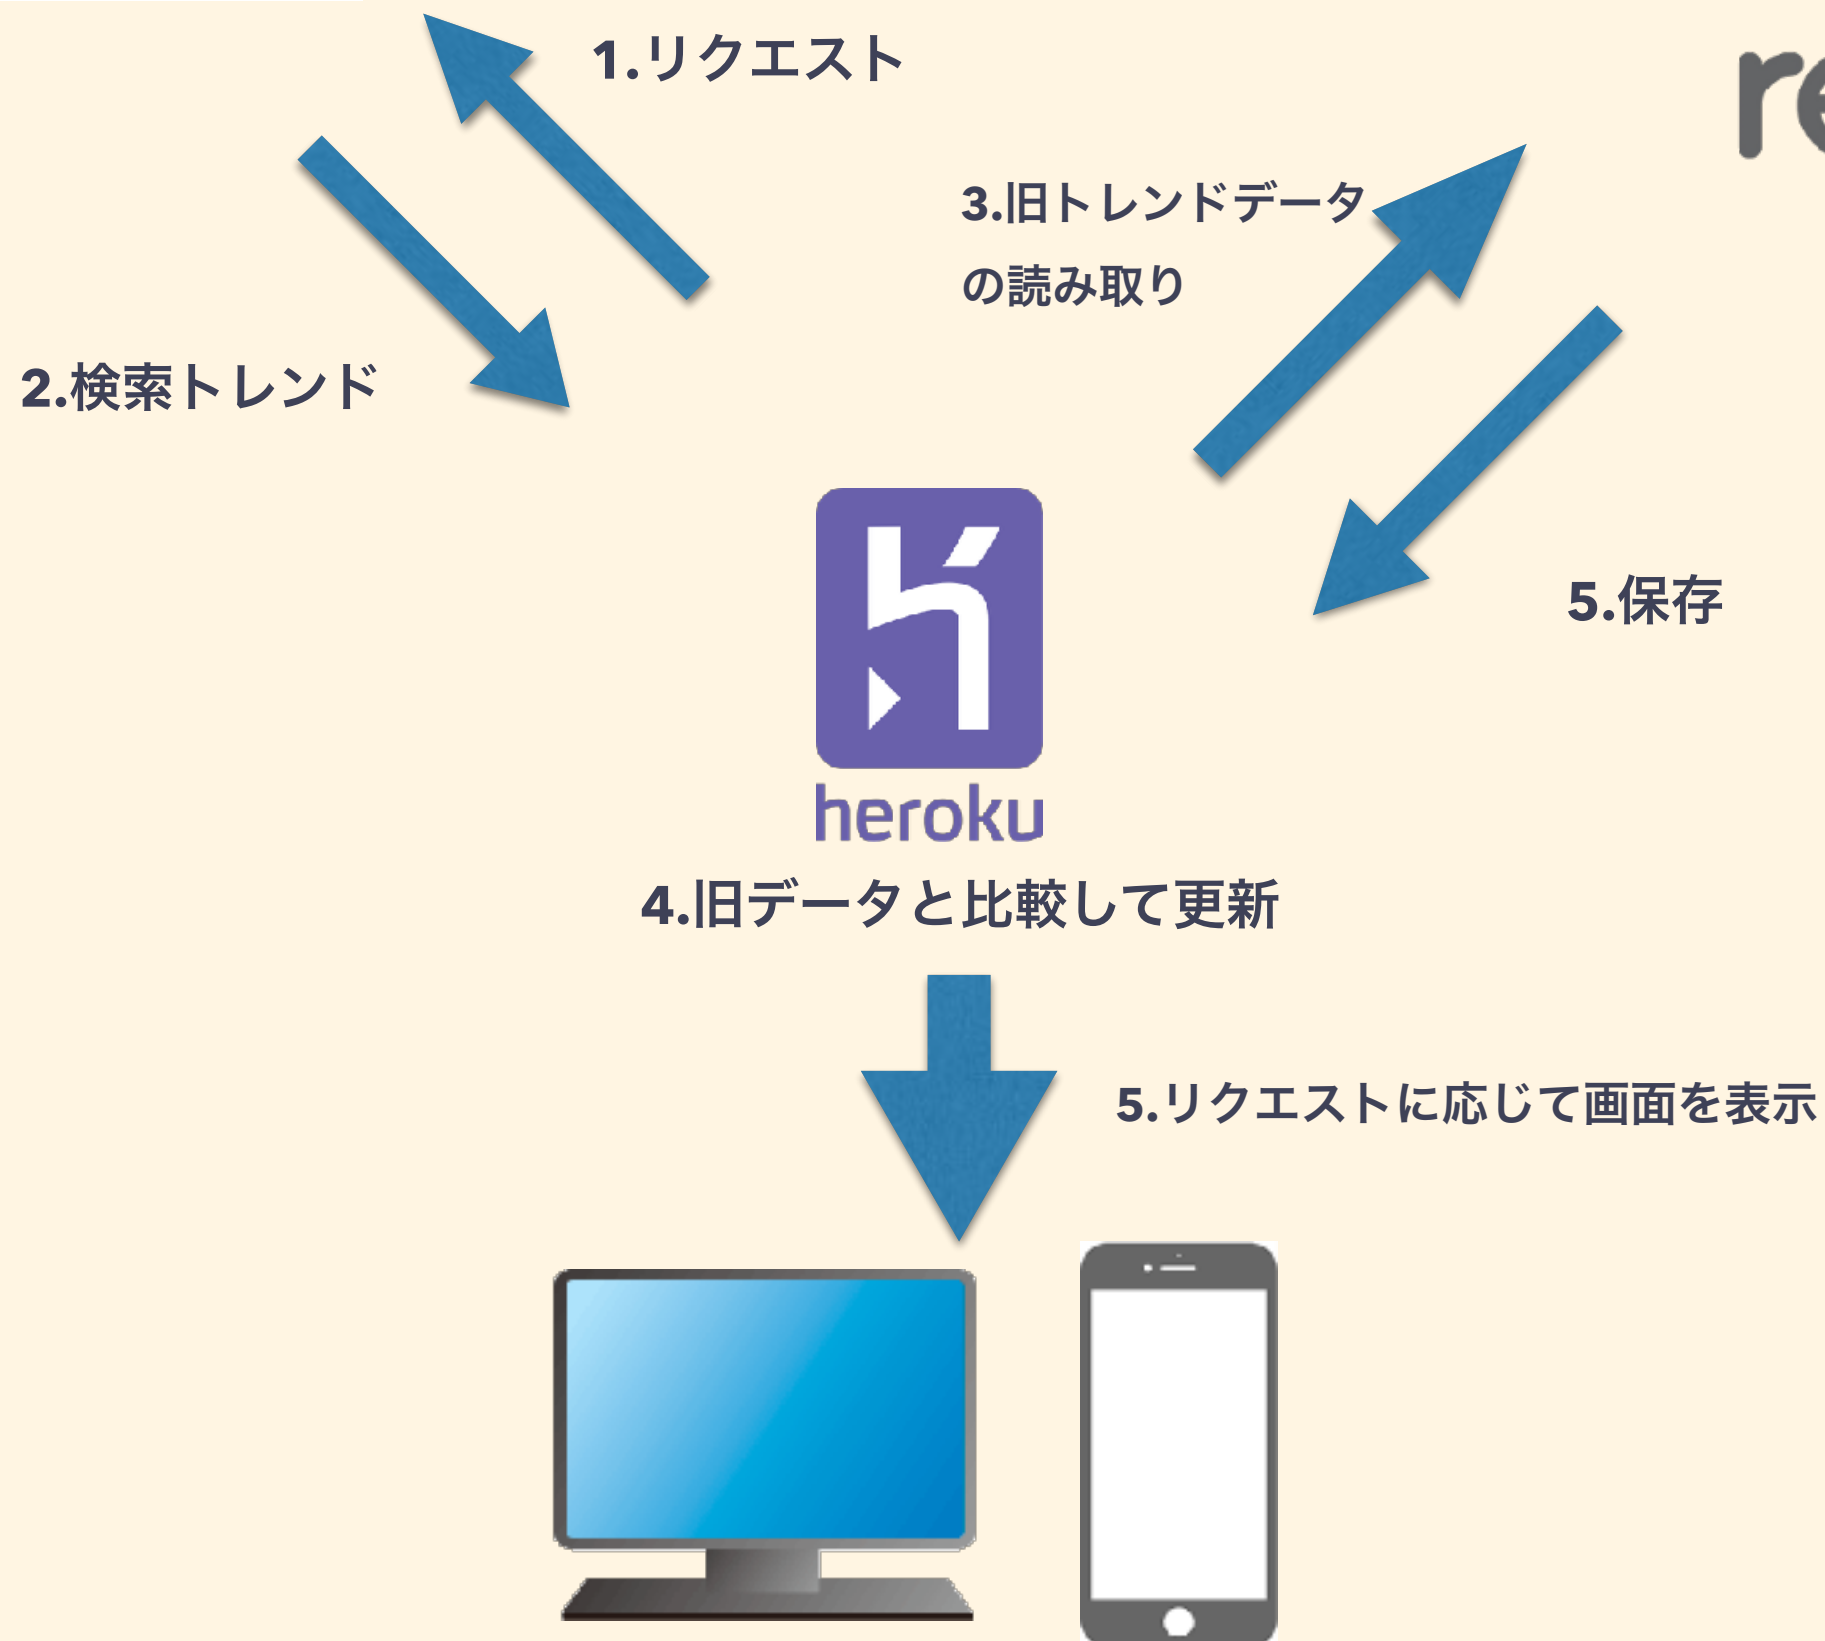 1.リクエスト
re
3.旧トレンドデータ
の読み取り
2.検索トレンド
5.保存
heroku
4.旧データと比較して更新
5.リクエストに応じて画面を表示